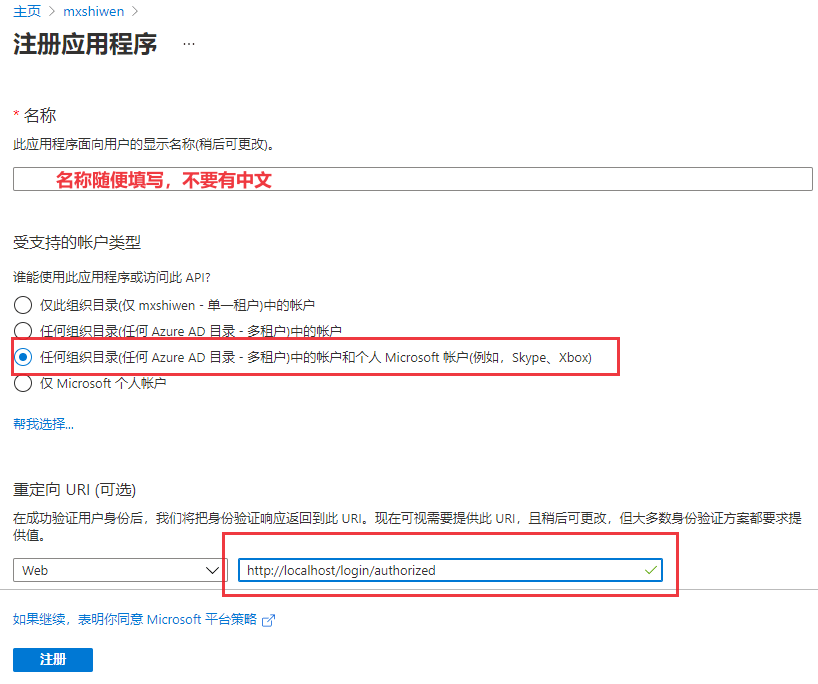 主页 > mxshiwen >
注册应用程序 ...
* 名称
此应用程序面向用户的显示名称(稍后可更改)。
名称随便填写，不要有中文
受支持的帐户类型
谁能使用此应用程序或访问此 API?
仅此组织目录(仅 mxshiwen - 单一租户)中的帐户
任何组织目录(任何 Azure AD 目录 - 多租户)中的帐户
任何组织目录(任何 Azure AD 目录 - 多租户)中的帐户和个人 Microsoft 帐户(例如，Skype、Xbox)
仅 Microsoft 个人帐户
帮我选择...
重定向 URI (可选)
在成功验证用户身份后，我们将把身份验证响应返回到此 URI。现在可视需要提供此 URI，且稍后可更改，但大多数身份验证方案都要求提
供值。
Web http://localhost/login/authorized
如果继续，表明你同意 Microsoft 平台策略
注册